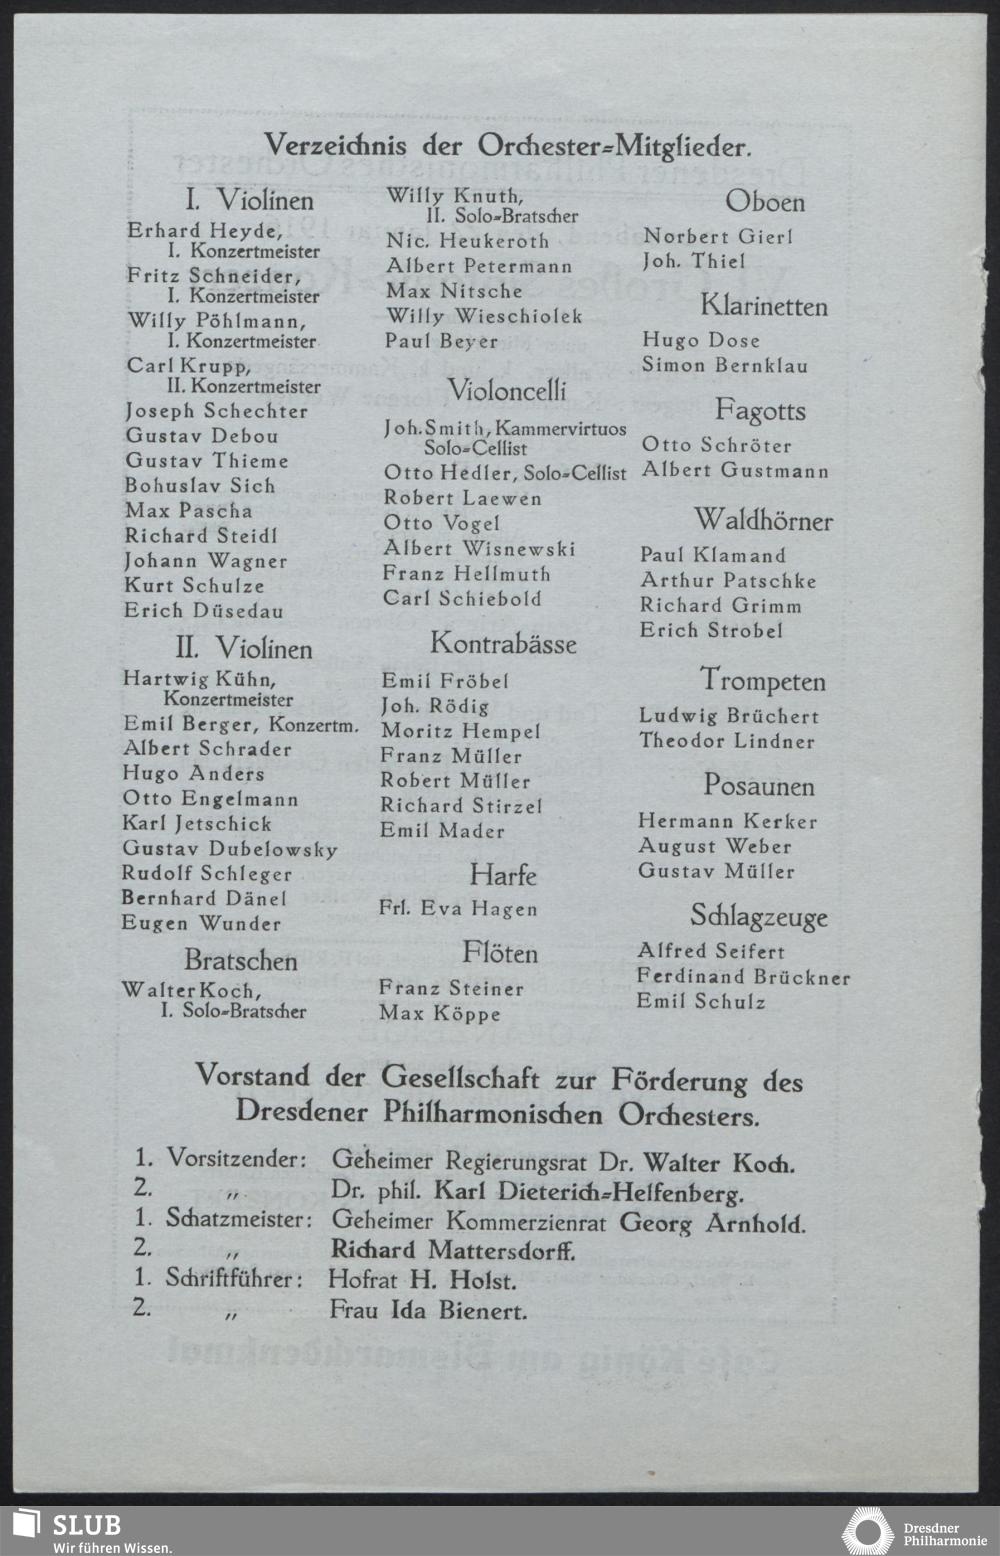 Verzeichnis der Orchester=Mitglieder.
I. Violinen
Erhard Heyde,
I. Konzertmeister
Fritz Schneider,
I. Konzertmeister
Willy Pöhlmann,
I. Konzertmeister
Carl Krupp,
II. Konzertmeister
Joseph Schechter
Gustav Debou
Gustav Thieme
Bohuslav Sich
Max Pascha
Richard Steidl
Johann Wagner
Kurt Schulze
Erich Düsedau
II. Violinen
Hartwig Kühn,
Konzertmeister
Emil Berger, Konzertm.
Albert Schrader
Hugo Anders
Otto Engelmann
Karl Jetschick
Gustav Dubelowsky
Rudolf Schleger
Bernhard Dänel
Eugen Wunder
Bratschen
Walter Koch,
I. Solo=Bratscher
Willy Knuth,
II. Solo=Bratscher
Nic. Heukeroth
Albert Petermann
Max Nitsche
Willy Wieschiolek
Paul Beyer
Violoncelli
Joh. Smith, Kammervirtuos
Solo=Cellist
Otto Hedler, Solo=Cellist
Robert Laewen
Otto Vogel
Albert Wisnewski
Franz Hellmuth
Carl Schiebold
Kontrabässe
Emil Fröbel
Joh. Rödig
Moritz Hempel
Franz Müller
Robert Müller
Richard Stirzel
Emil Mader
Harfe
Frl. Eva Hagen
Flöten
Franz Steiner
Max Köppe
Oboen
Norbert Gierl
Joh. Thiel
Klarinetten
Hugo Dose
Simon Bernklau
Fagotts
Otto Schröter
Albert Gustmann
Waldhörner
Paul Klamand
Arthur Patschke
Richard Grimm
Erich Strobel
Trompeten
Ludwig Brüchert
Theodor Lindner
Posaunen
Hermann Kerker
August Weber
Gustav Müller
Schlagzeuge
Alfred Seifert
Ferdinand Brückner
Emil Schulz
Vorstand der Gesellschaft zur Förderung des
Dresdener Philharmonischen Orchesters.
1. Vorsitzender: Geheimer Regierungsrat Dr. Walter Koch.
2. „ Dr. phil. Karl Dieterich=Helfenberg.
1. Schatzmeister: Geheimer Kommerzienrat Georg Arnhold.
2. „ Richard Mattersdorff.
1. Schriftführer: Hofrat H. Holst.
2. „ Frau Ida Bienert.
SLUB
Wir führen Wissen.
Dresdner
Philharmonie